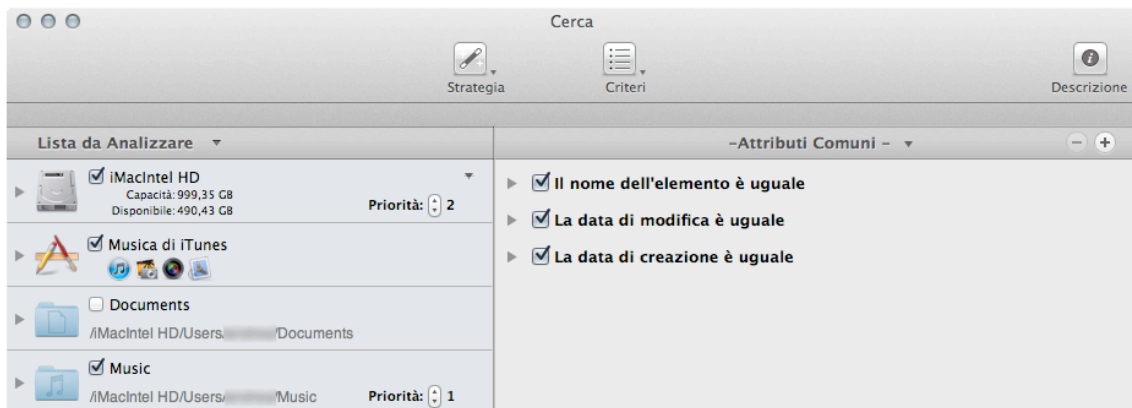 Cerca
Strategia
Criteri
Descrizione
Lista da Analizzare
iMacIntel HD
Capacità: 999,35 GB
Disponibile: 490,43 GB
Priorità: 2
Musica di iTunes
Documents
/iMacIntel HD/Users/ /Documents
Music
/iMacIntel HD/Users/ /Music
Priorità: 1
-Attributi Comuni -
Il nome dell'elemento è uguale
La data di modifica è uguale
La data di creazione è uguale